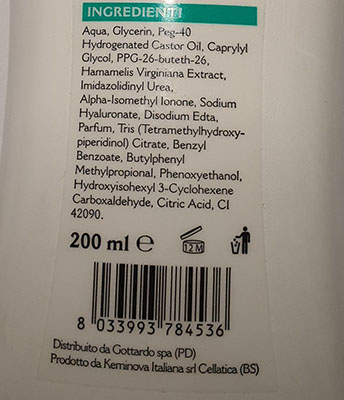 INGREDIENTI
Aqua, Glycerin, Peg-40
Hydrogenated Castor Oil, Caprylyl
Glycol, PPG-26-buteth-26,
Hamamelis Virginiana Extract,
Imidazolidinyl Urea,
Alpha-Isomethyl Ionone, Sodium
Hyaluronate, Disodium Edta,
Parfum, Tris (Tetramethylhydroxy-
piperidinol) Citrate, Benzyl
Benzoate, Butylphenyl
Methylpropional, Phenoxyethanol,
Hydroxyisohexyl 3-Cyclohexene
Carboxaldehyde, Citric Acid, CI
42090.
200 ml ℮ 12 M
8 033993 784536
Distribuito da Gottardo spa (PD)
Prodotto da Keminova Italiana srl Cellatica (BS)